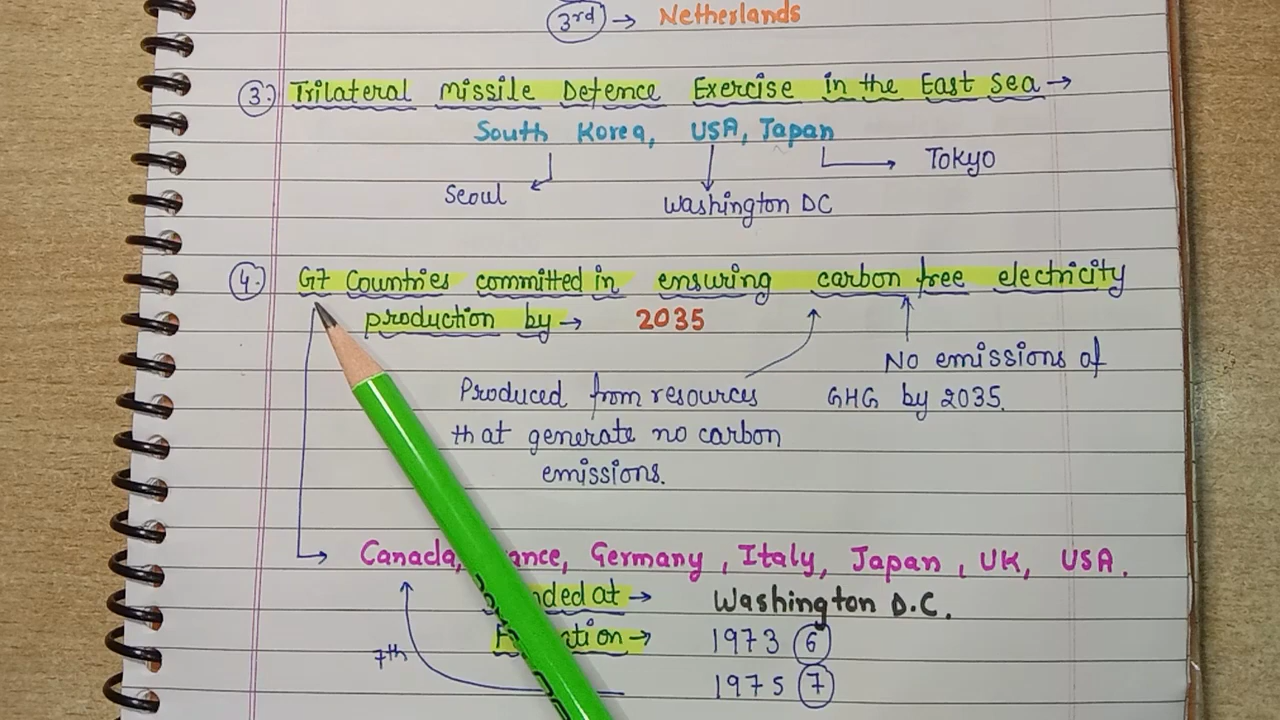 3rd → Netherlands
3. Trilateral missile Defence Exercise in the East Sea →
South Korea, USA, Japan
Tokyo
Seoul
Washington DC
4. G7 Countries committed in ensuring carbon free electricity
production by → 2035
No emissions of
Produced from resources
GHG by 2035.
that generate no carbon
emissions.
Canada, Germany, Italy, Japan, UK, USA.
at → Washington D.C.
→ 1973 6
7th
1975 7